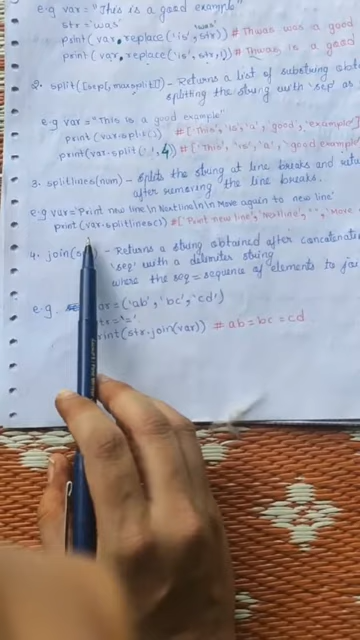 e.g var = "This is a good example"
str = 'was'
"was"
print (var.replace ('is', str)) # Thwas was a good
print (var.replace ('is', str, 1)) # Thwas is a good
2. split([sep[,maxsplit]]) - Returns a list of substring
splitting the string with 'sep' as
e.g var = "This is a good example"
print (var.split()) # ['This', 'is', 'a', 'good', 'example']
print (var.split(' ', 4)) # ['This', 'is', 'a', 'good
3. splitlines(num) - splits the string at line breaks and
after removing the line breaks.
e.g var = 'Print new line \n Nextline \n\n Move again to new line'
print (var.splitlines()) # ['Print new line', 'Nextline', " ", 'Move
4. join( - Returns a string obtained after
'seq' with a delimiter string
where the seq = sequence of elements to
e.g. var = ('ab', 'bc', 'cd')
str = '='
print (str.join(var)) # ab = bc = cd